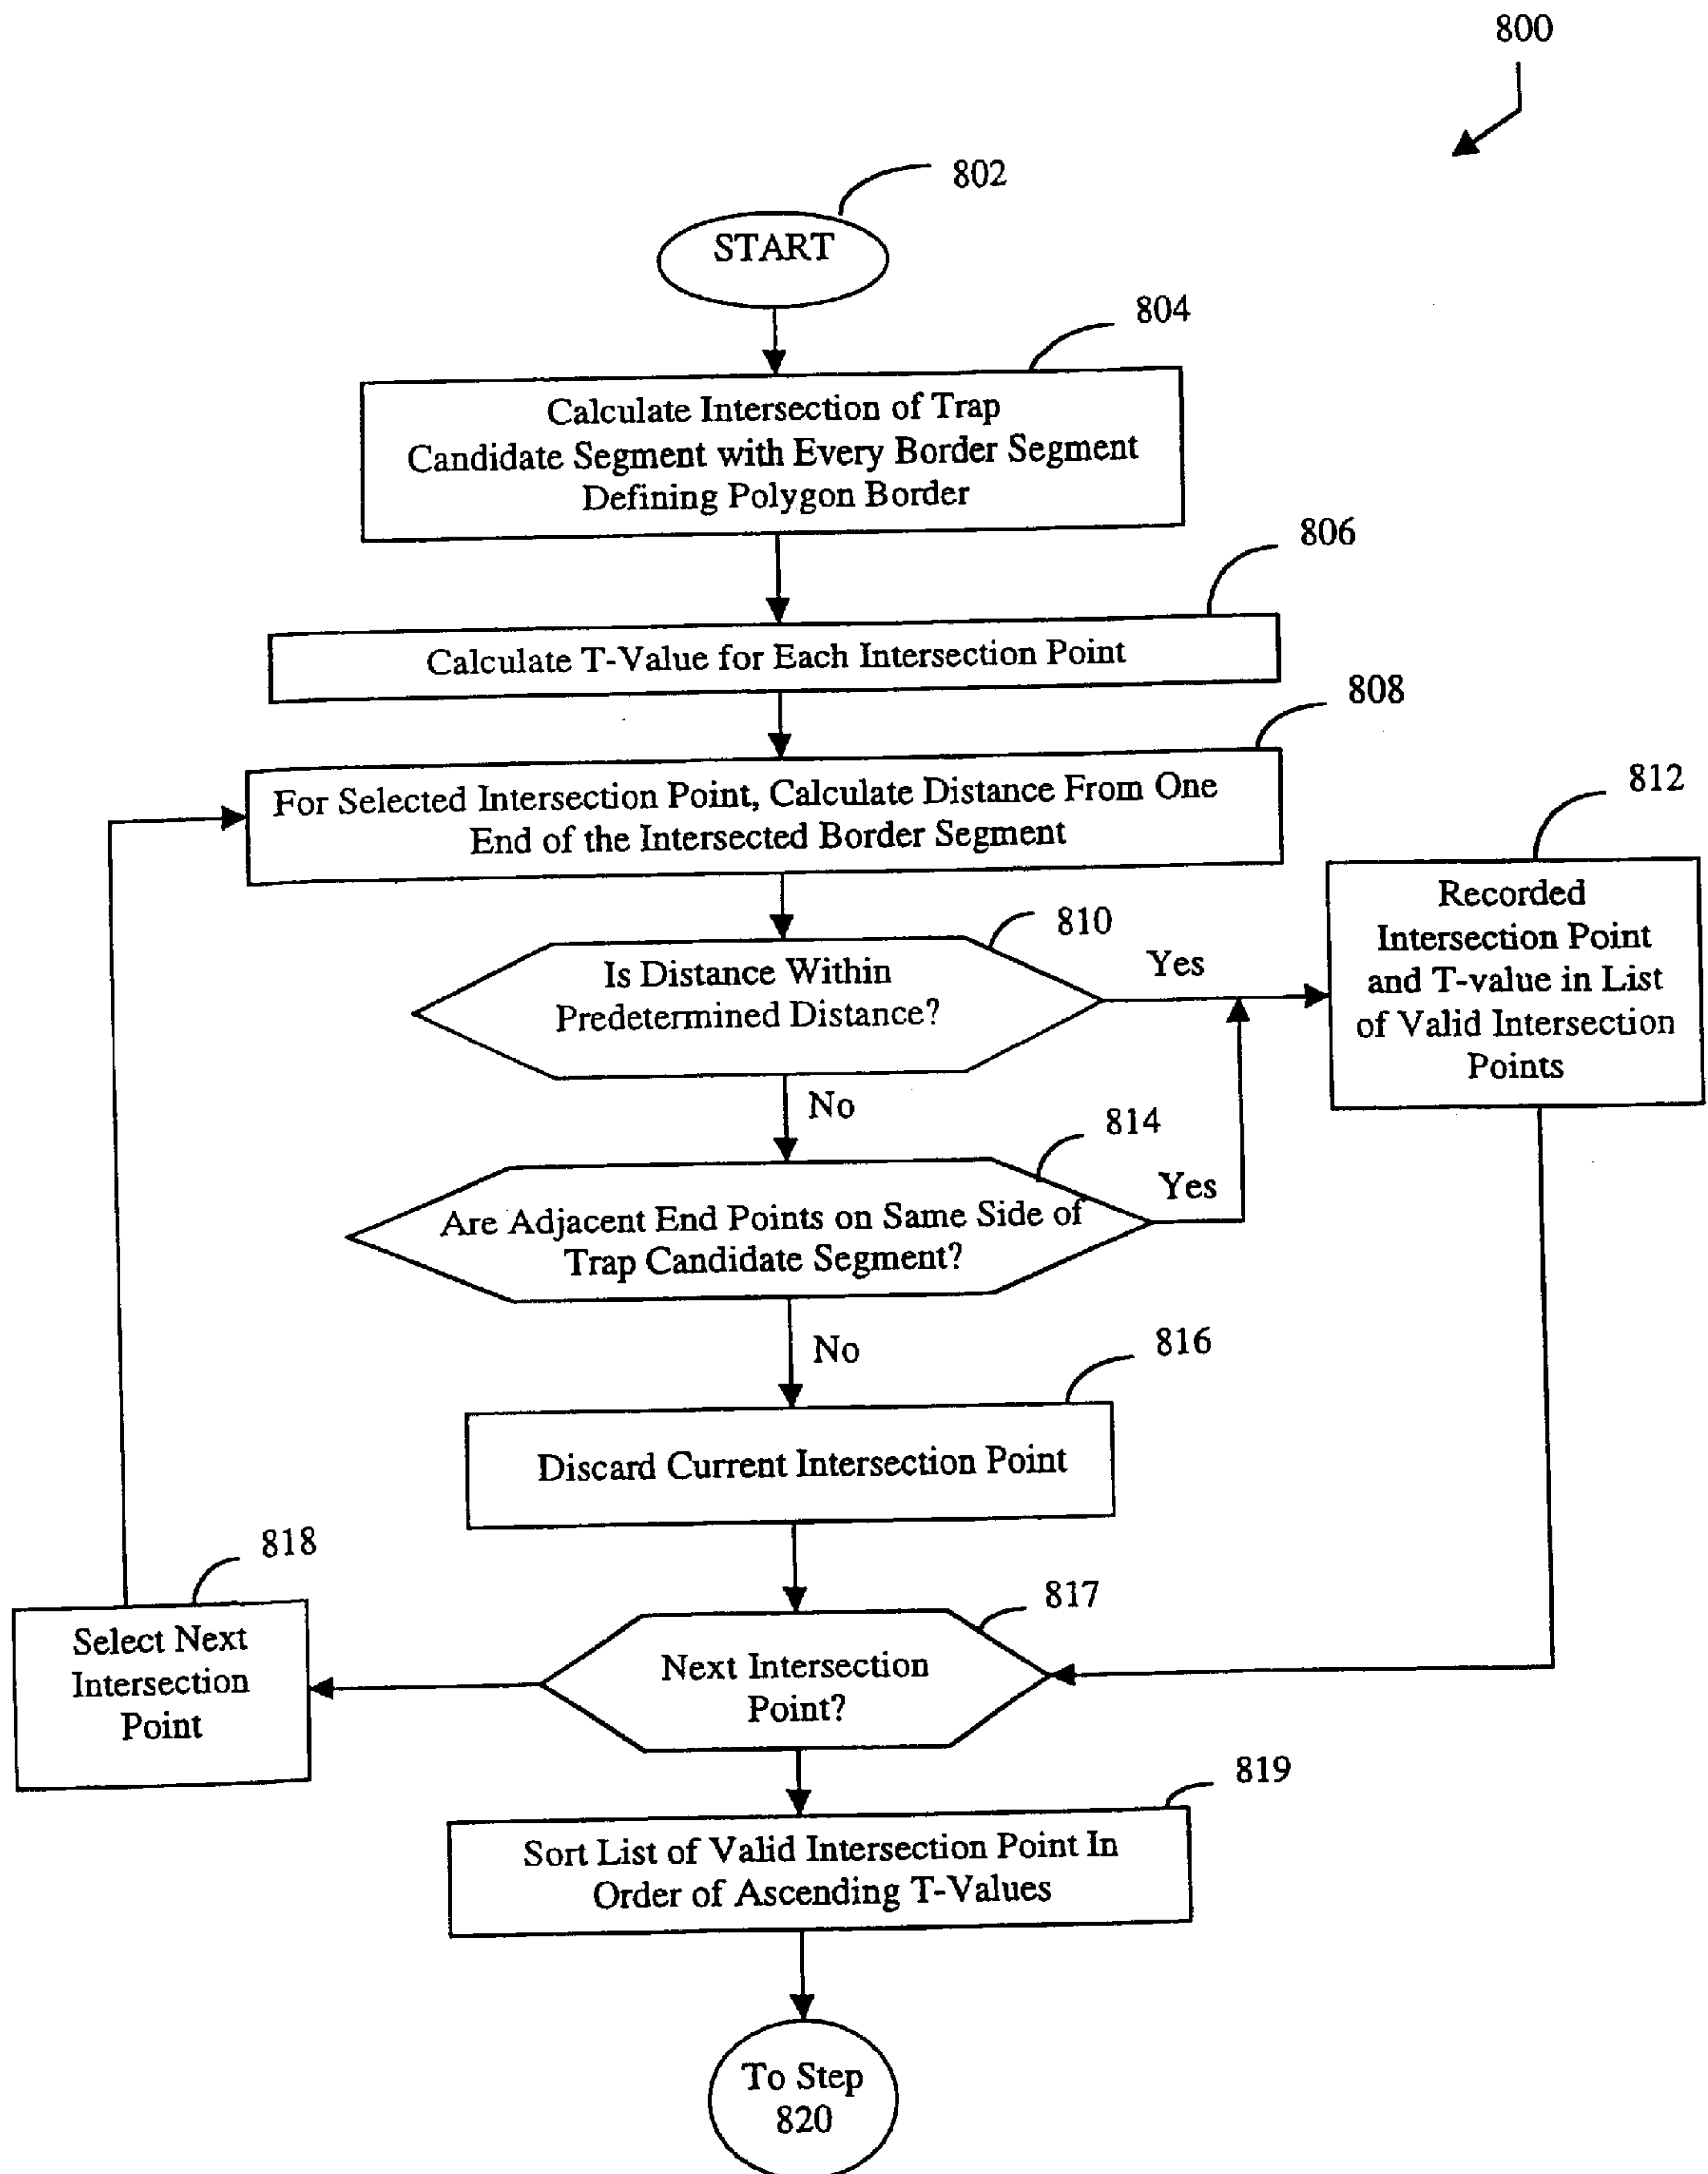 800
802
START
804
Calculate Intersection of Trap
Candidate Segment with Every Border Segment
Defining Polygon Border
806
Calculate T-Value for Each Intersection Point
808
For Selected Intersection Point, Calculate Distance From One
End of the Intersected Border Segment
812
Recorded
Intersection Point
and T-value in List
of Valid Intersection
Points
810
Is Distance Within
Predetermined Distance?
Yes
No
814
Are Adjacent End Points on Same Side of
Trap Candidate Segment?
Yes
No
816
Discard Current Intersection Point
818
Select Next
Intersection
Point
817
Next Intersection
Point?
819
Sort List of Valid Intersection Point In
Order of Ascending T-Values
To Step
820